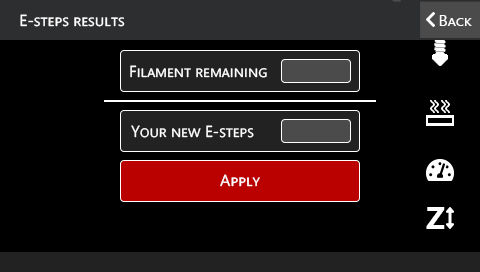 E-steps results
Back
Filament remaining
Your new E-steps
Apply
Z